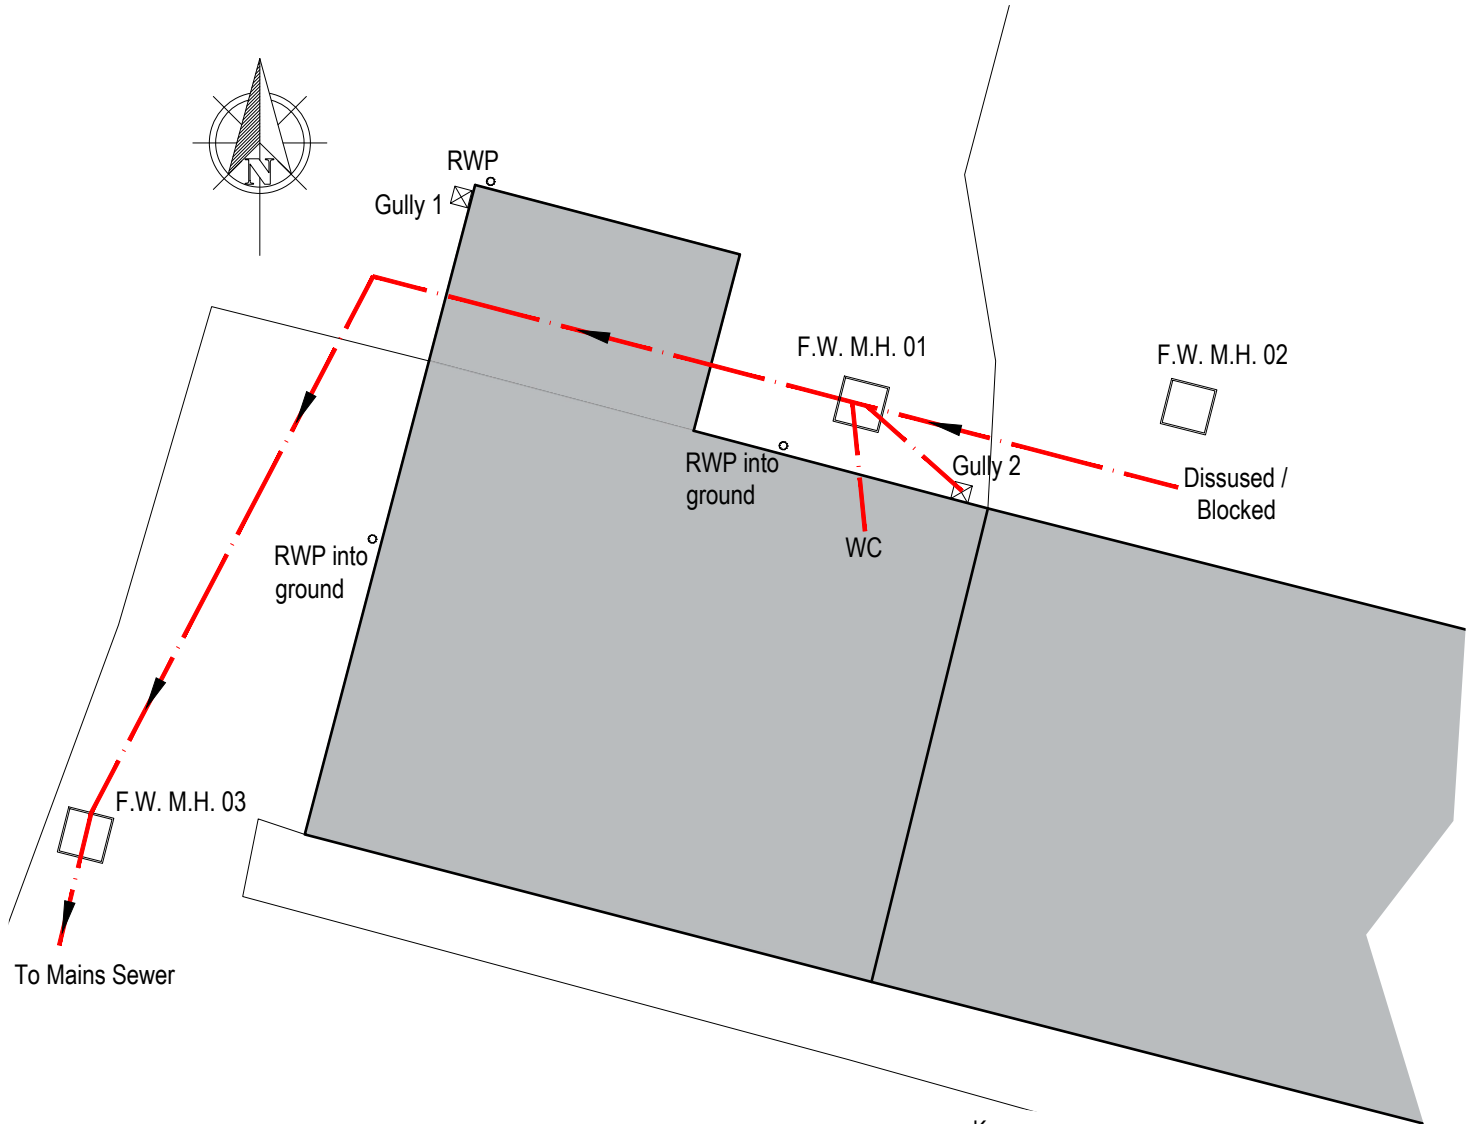 N
RWP
Gully 1
F.W. M.H. 01
F.W. M.H. 02
RWP into
ground
Gully 2
Dissused /
Blocked
WC
RWP into
ground
F.W. M.H. 03
To Mains Sewer